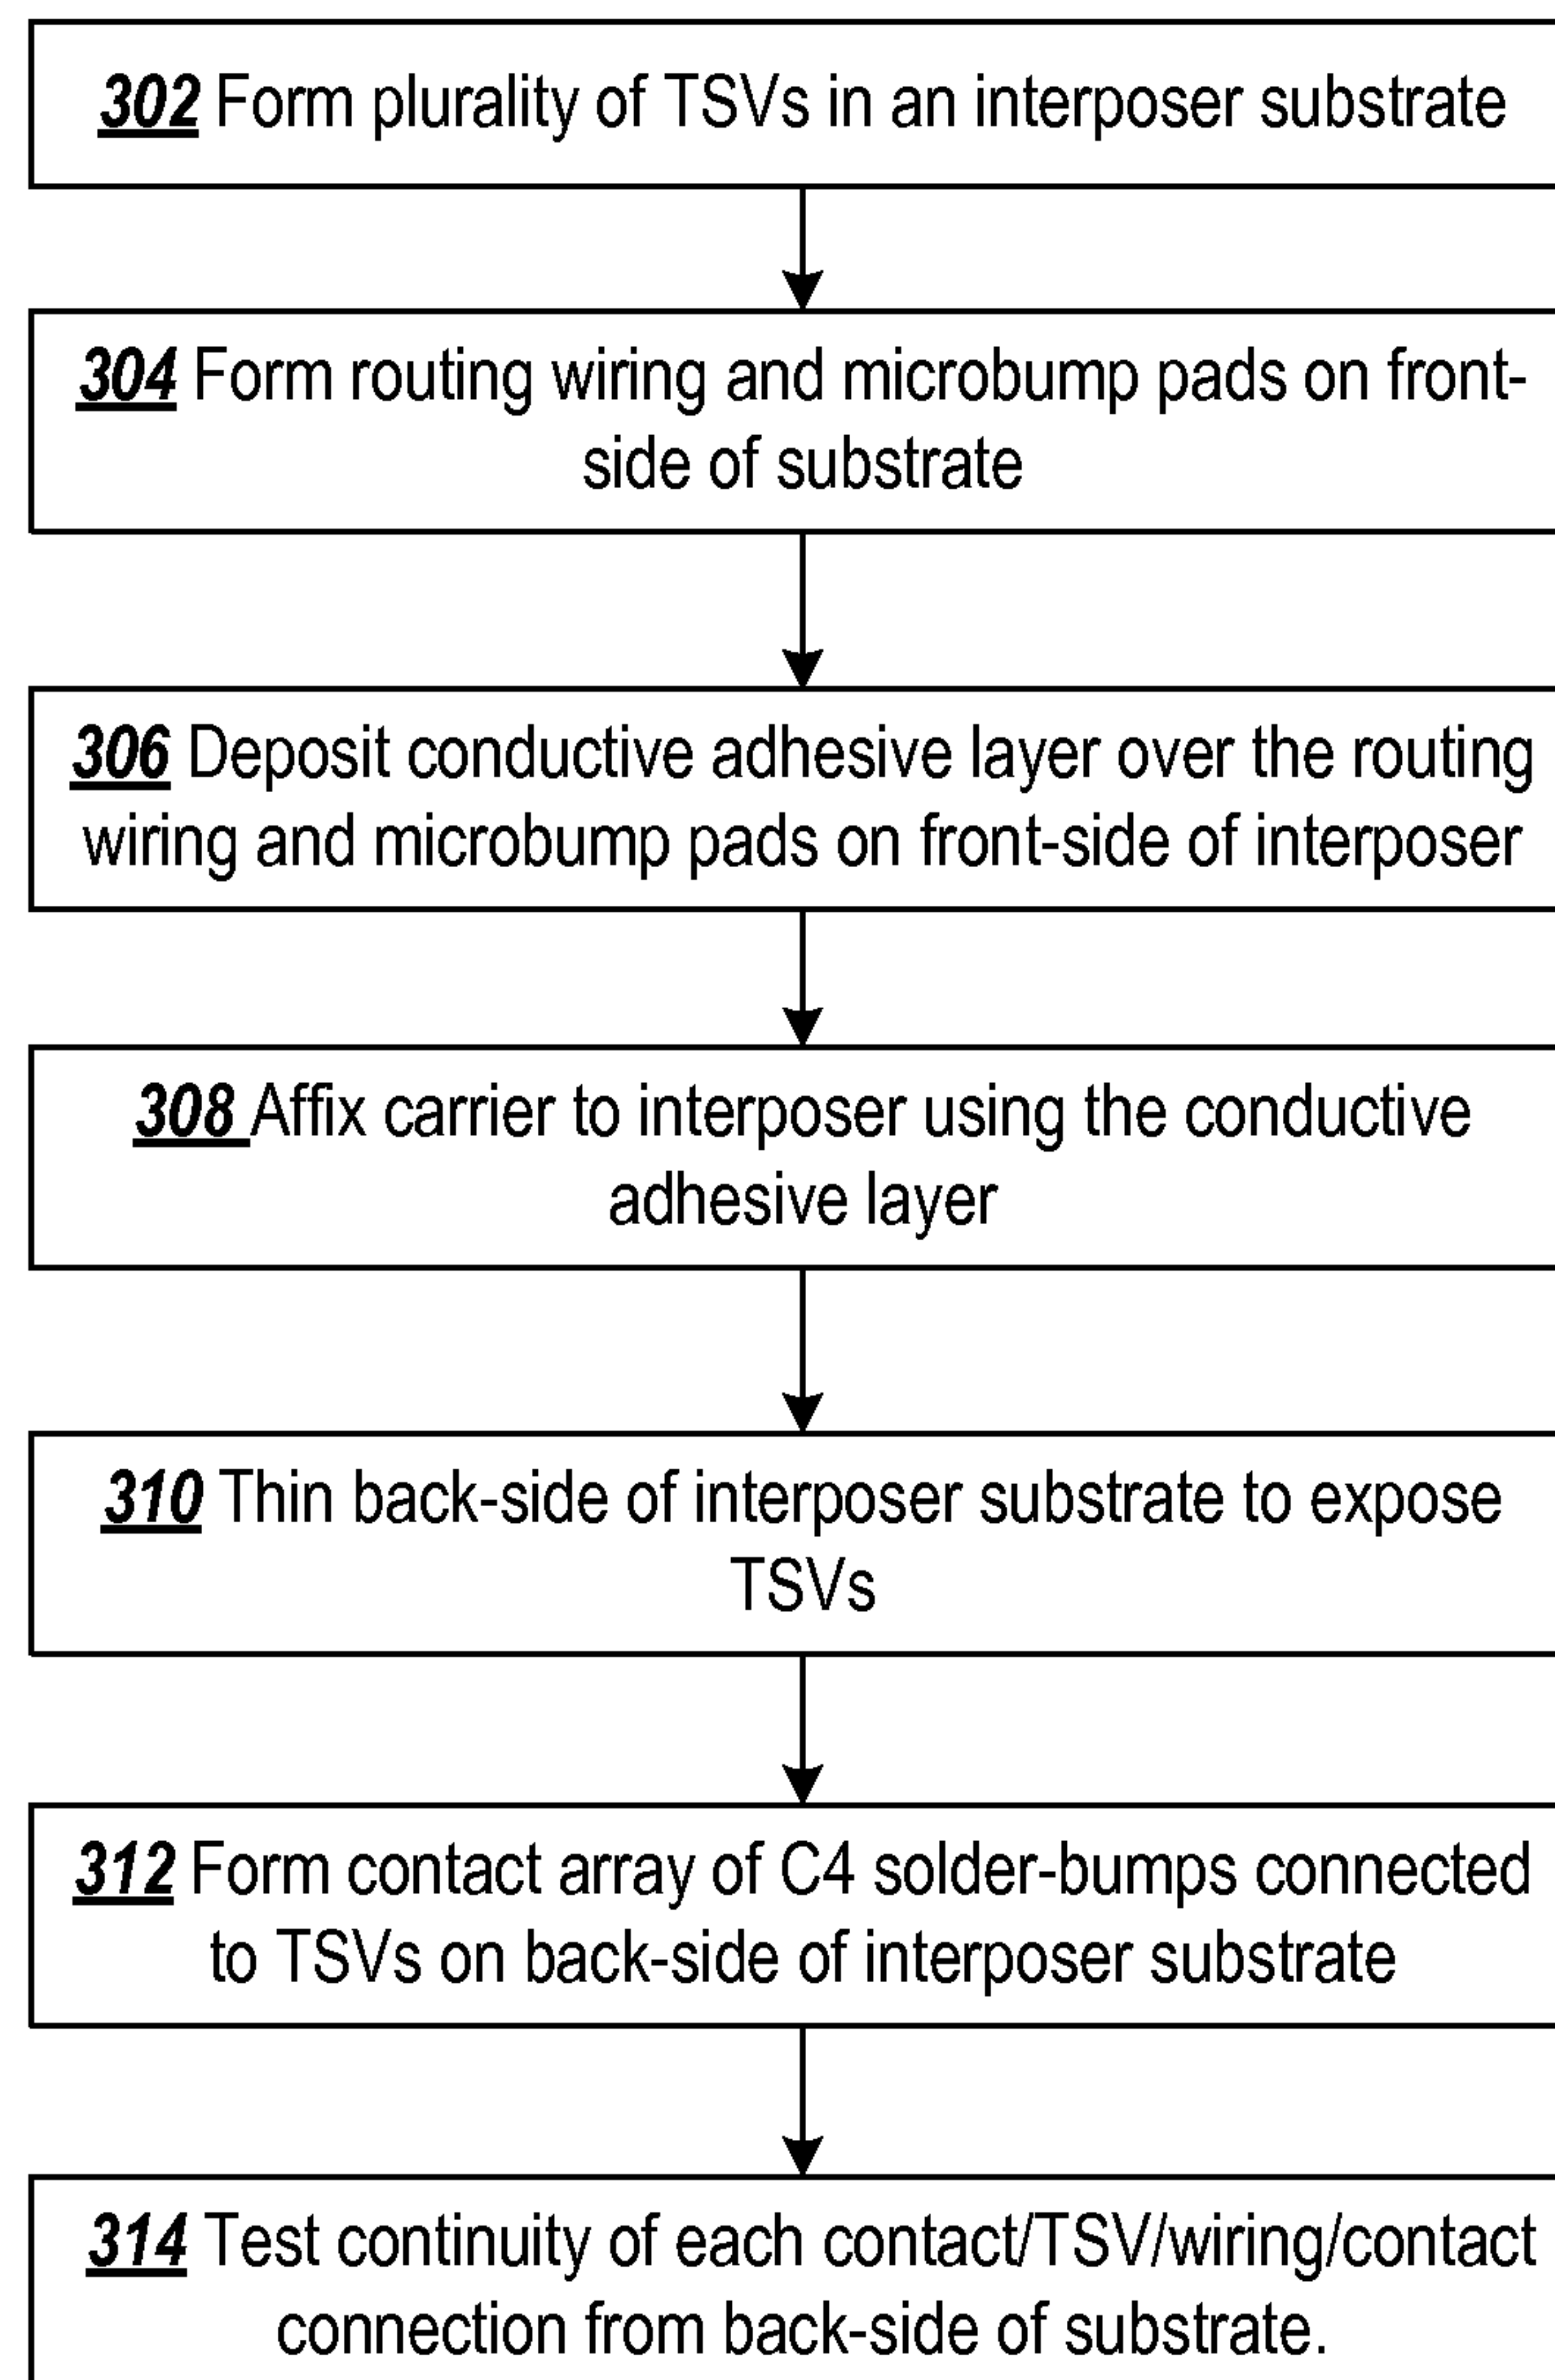 302 Form plurality of TSVs in an interposer substrate
304 Form routing wiring and microbump pads on front-
side of substrate
306 Deposit conductive adhesive layer over the routing
wiring and microbump pads on front-side of interposer
308 Affix carrier to interposer using the conductive
adhesive layer
310 Thin back-side of interposer substrate to expose
TSVs
312 Form contact array of C4 solder-bumps connected
to TSVs on back-side of interposer substrate
314 Test continuity of each contact/TSV/wiring/contact
connection from back-side of substrate.